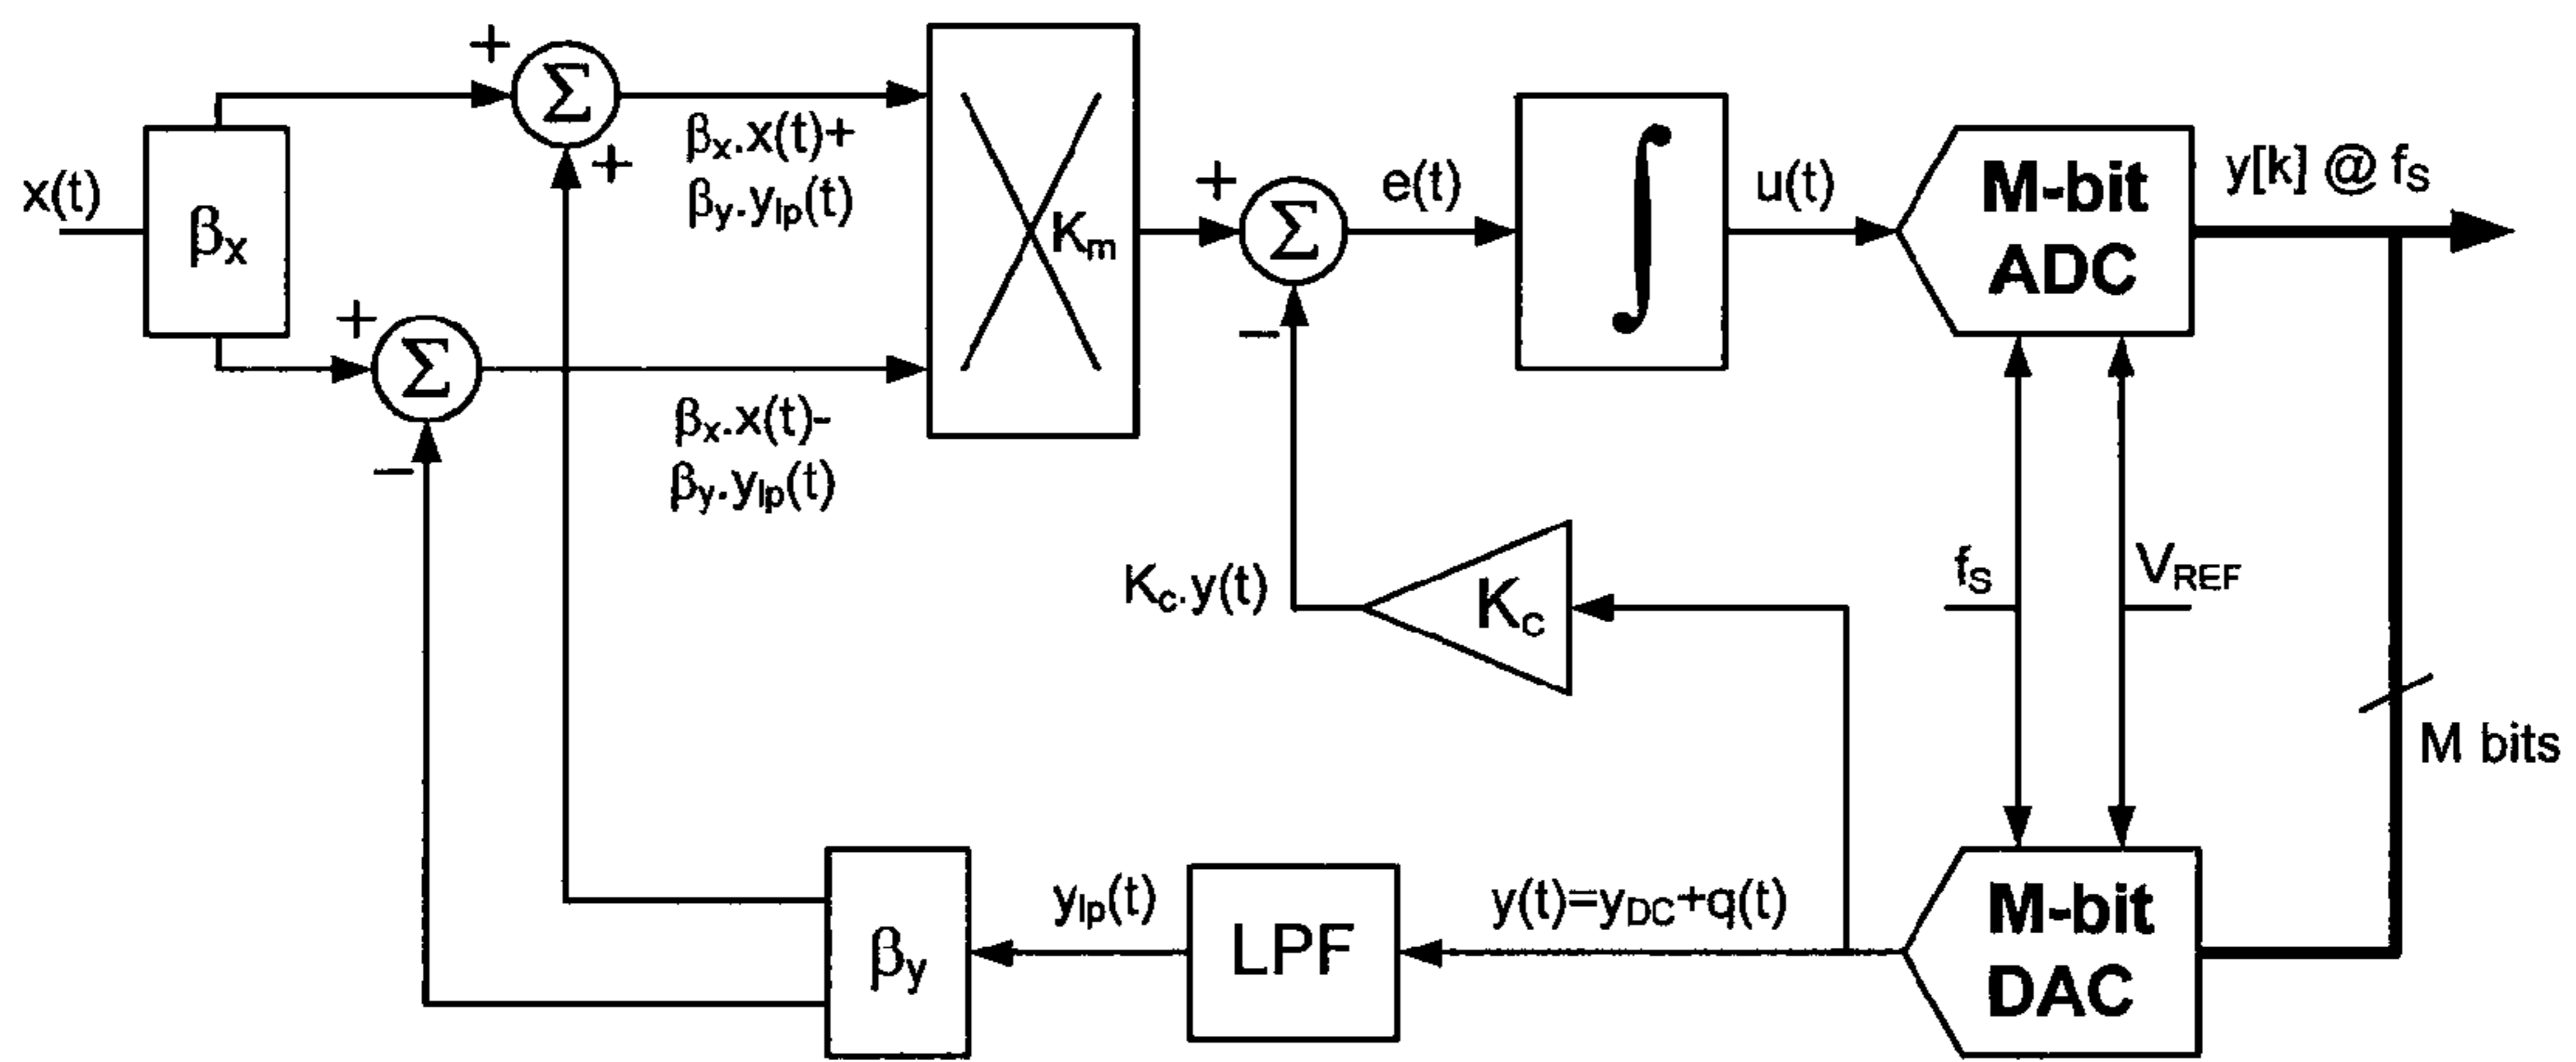 x(t)
βx
+
Σ
+
βx.x(t)+
βy.ylp(t)
+
Σ
−
βx.x(t)-
βy.ylp(t)
Km
+
Σ
−
e(t)
∫
u(t)
M-bit
ADC
y[k] @ fS
Kc.y(t)
Kc
fS
VREF
M bits
βy
ylp(t)
LPF
y(t)=yDC+q(t)
M-bit
DAC